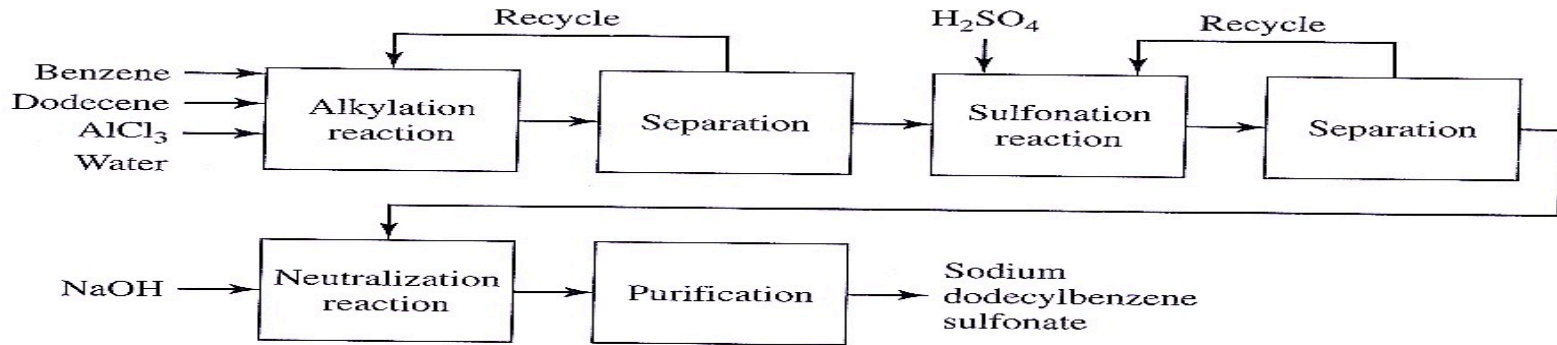 Recycle
H₂SO₄
Recycle
Benzene
Dodecene
AlCl₃
Water
Alkylation
reaction
Separation
Sulfonation
reaction
Separation
NaOH
Neutralization
reaction
Purification
Sodium
dodecylbenzene
sulfonate